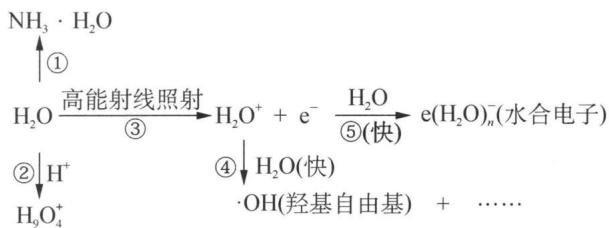 NH₃ · H₂O
①
H₂O 高能射线照射 ③ H₂O⁺ + e⁻ H₂O ⑤(快) e(H₂O)ₙ⁻(水合电子)
② H⁺ ④ H₂O(快)
H₉O₄⁺ ·OH(羟基自由基) + ……